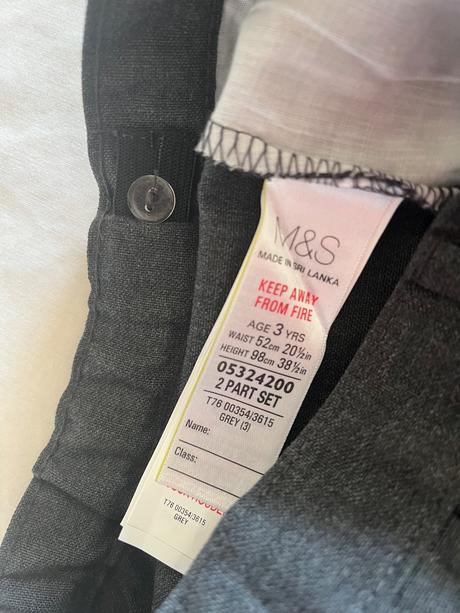 M&S
MADE IN SRI LANKA
KEEP AWAY
FROM FIRE
AGE 3 YRS
WAIST 52cm 20½in
HEIGHT 98cm 38½in
05324200
2 PART SET
T76 00354/3615
GREY (3)
Name:
Class:
T76 00354/3615
GREY